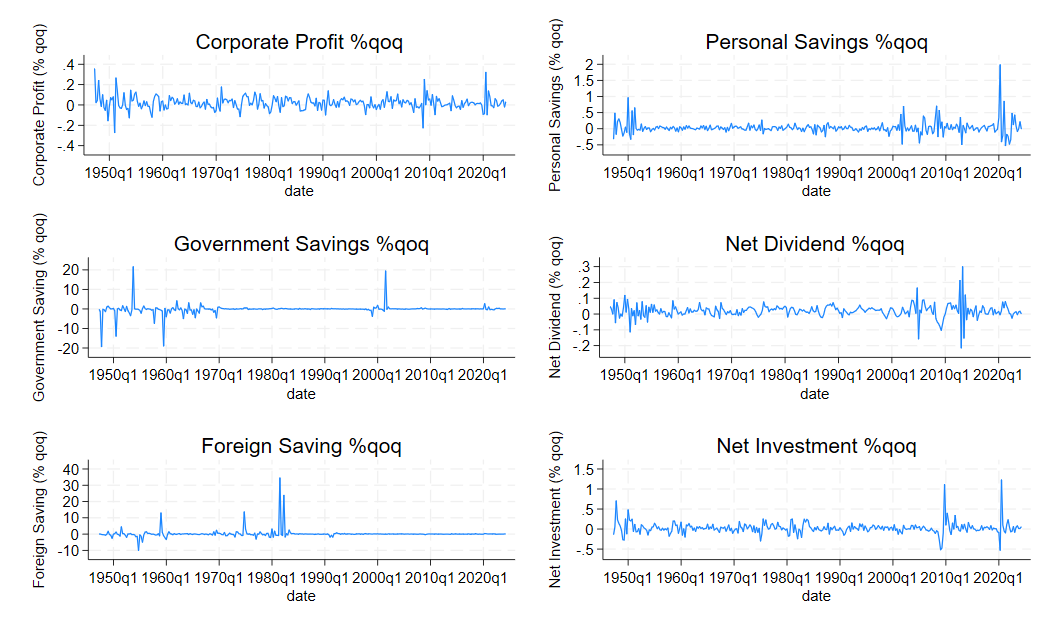 Corporate Profit %qoq
Corporate Profit (% qoq)
.4
.2
0
-.2
-.4
1950q1 1960q1 1970q1 1980q1 1990q1 2000q1 2010q1 2020q1
date
Personal Savings %qoq
Personal Savings (% qoq)
2
1.5
1
.5
0
-.5
1950q1 1960q1 1970q1 1980q1 1990q1 2000q1 2010q1 2020q1
date
Government Savings %qoq
Government Saving (% qoq)
20
10
0
-10
-20
1950q1 1960q1 1970q1 1980q1 1990q1 2000q1 2010q1 2020q1
date
Net Dividend %qoq
Net Dividend (% qoq)
.3
.2
.1
0
-.1
-.2
1950q1 1960q1 1970q1 1980q1 1990q1 2000q1 2010q1 2020q1
date
Foreign Saving %qoq
Foreign Saving (% qoq)
40
30
20
10
0
-10
1950q1 1960q1 1970q1 1980q1 1990q1 2000q1 2010q1 2020q1
date
Net Investment %qoq
Net Investment (% qoq)
1.5
1
.5
0
-.5
1950q1 1960q1 1970q1 1980q1 1990q1 2000q1 2010q1 2020q1
date